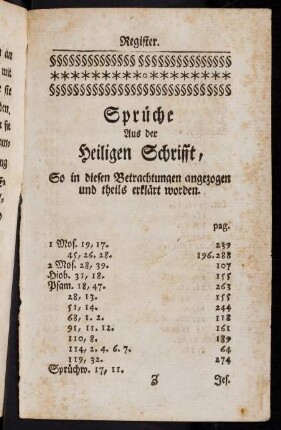 Register.
Sprüche
Aus der
Heiligen Schrifft,
So in diesen Betrachtungen angezogen
und theils erklärt worden.
pag.
1 Mos. 19, 17. 239
45, 26. 28. 196. 288
2 Mos. 28, 39. 107
Hiob. 31, 18. 155
Psam. 18, 47. 263
28, 13. 155
51, 14. 244
68, 1. 2. 118
91, 11. 12. 161
110, 8. 189
114, 2. 4. 6. 7. 64
119, 32. 274
Sprüchw. 17, 11.
Z Jes.